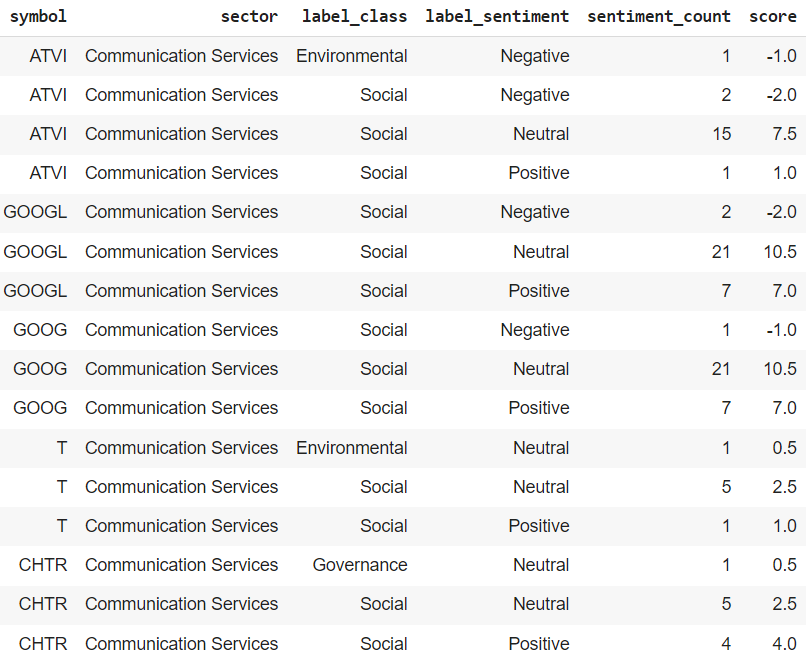 symbol sector label_class label_sentiment sentiment_count score
ATVI Communication Services Environmental Negative 1 -1.0
ATVI Communication Services Social Negative 2 -2.0
ATVI Communication Services Social Neutral 15 7.5
ATVI Communication Services Social Positive 1 1.0
GOOGL Communication Services Social Negative 2 -2.0
GOOGL Communication Services Social Neutral 21 10.5
GOOGL Communication Services Social Positive 7 7.0
GOOG Communication Services Social Negative 1 -1.0
GOOG Communication Services Social Neutral 21 10.5
GOOG Communication Services Social Positive 7 7.0
T Communication Services Environmental Neutral 1 0.5
T Communication Services Social Neutral 5 2.5
T Communication Services Social Positive 1 1.0
CHTR Communication Services Governance Neutral 1 0.5
CHTR Communication Services Social Neutral 5 2.5
CHTR Communication Services Social Positive 4 4.0